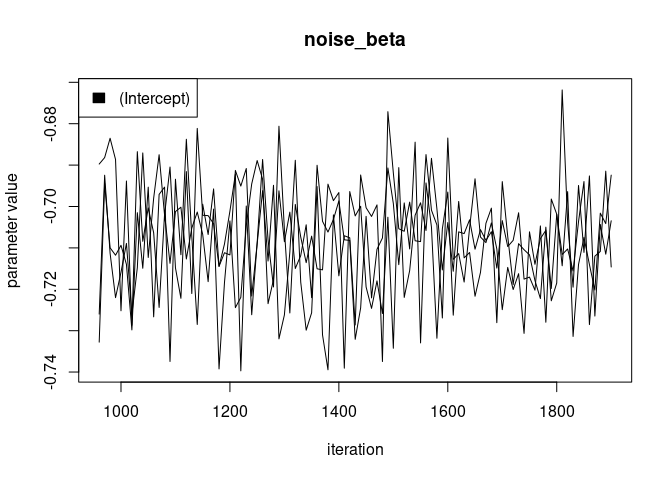 noise_beta
(Intercept)
parameter value
-0.68
-0.70
-0.72
-0.74
1000 1200 1400 1600 1800
iteration